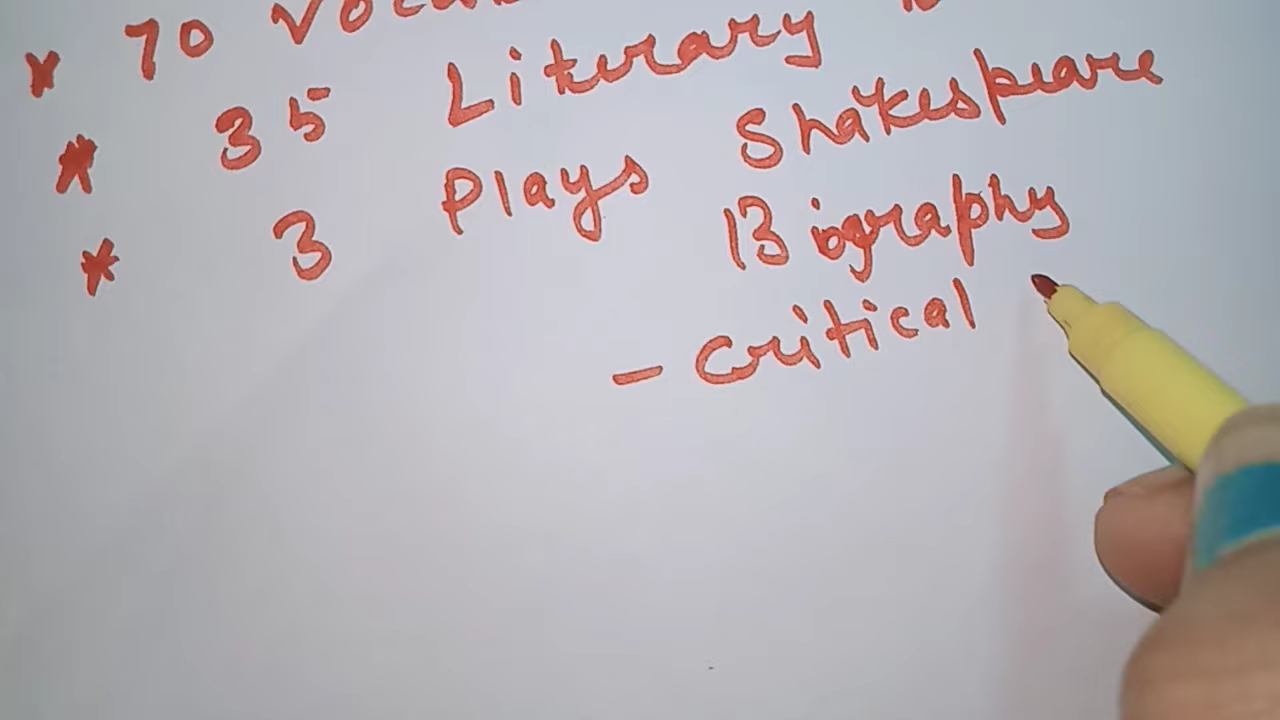 * 70
* 35 Literary
* 3 Plays Shakespeare
Biography
- Critical